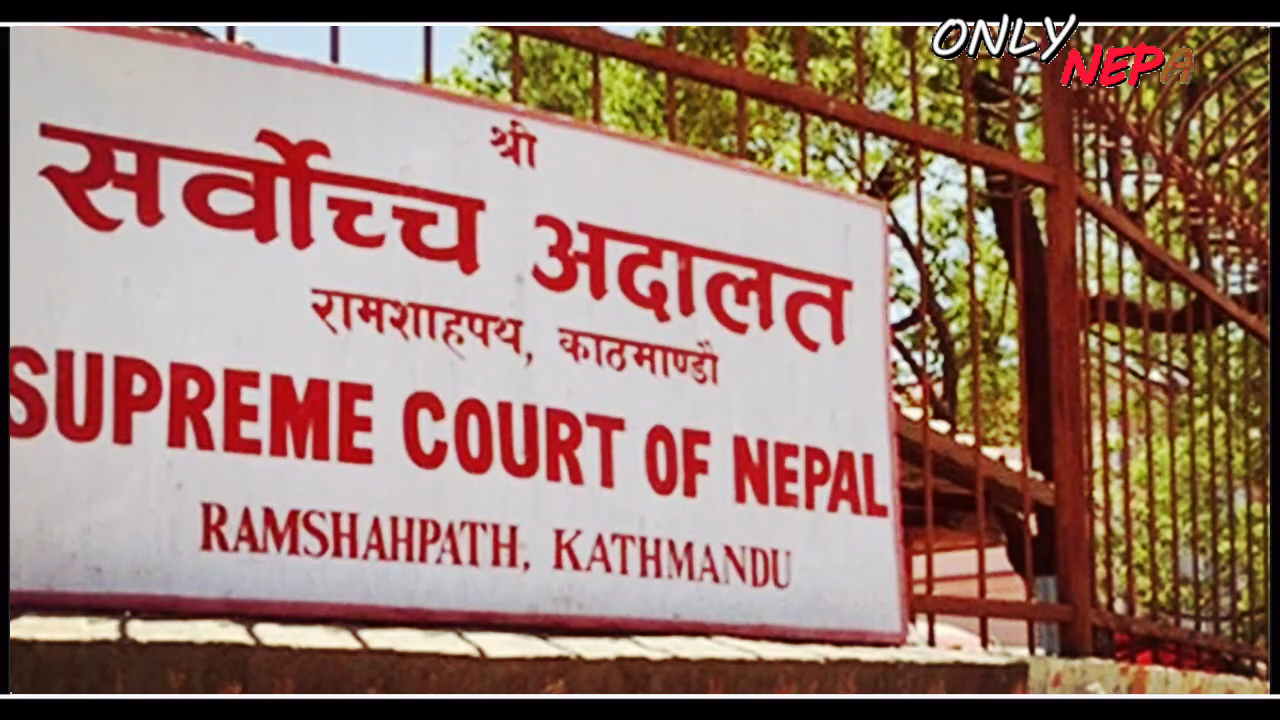 ONLY
NEPA
श्री
सर्वोच्च अदालत
रामशाहपथ, काठमाण्डौ
SUPREME COURT OF NEPAL
RAMSHAHPATH, KATHMANDU